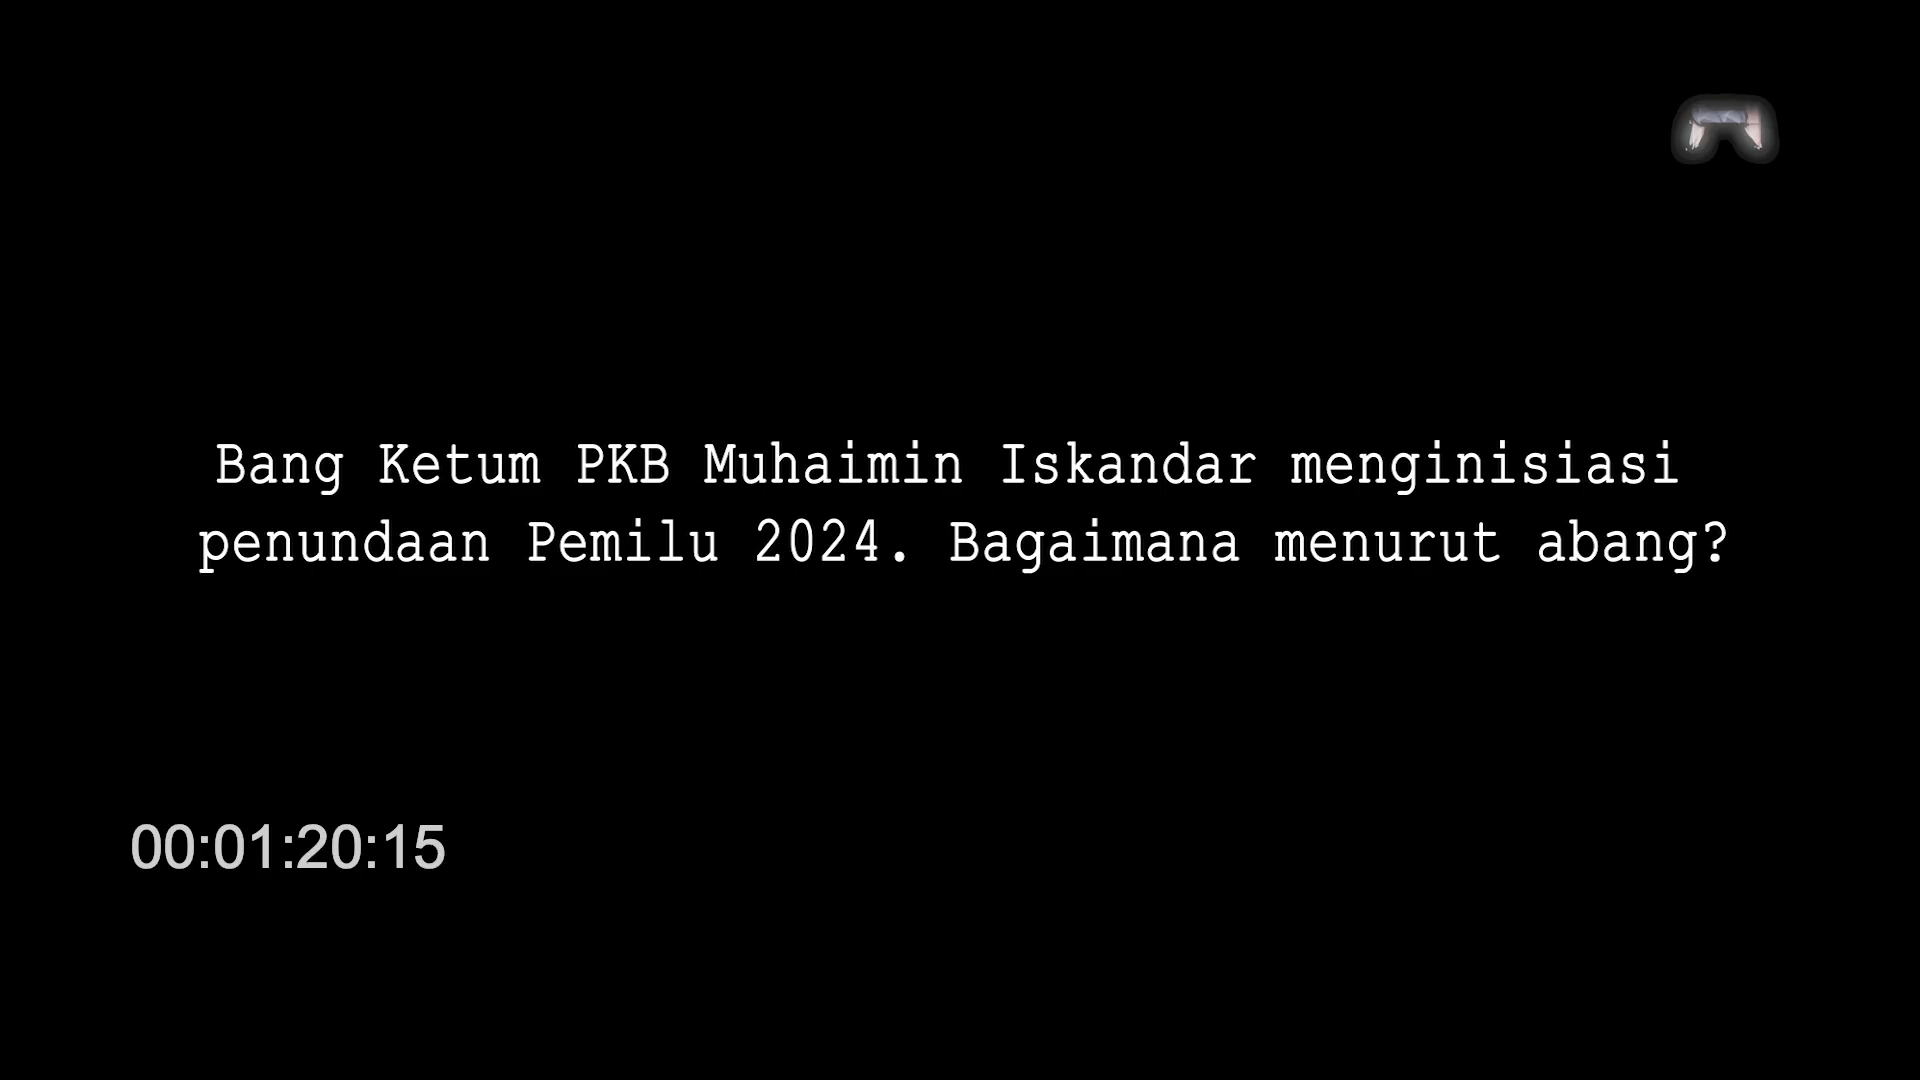 Bang Ketum PKB Muhaimin Iskandar menginisiasi
penundaan Pemilu 2024. Bagaimana menurut abang?
00:01:20:15